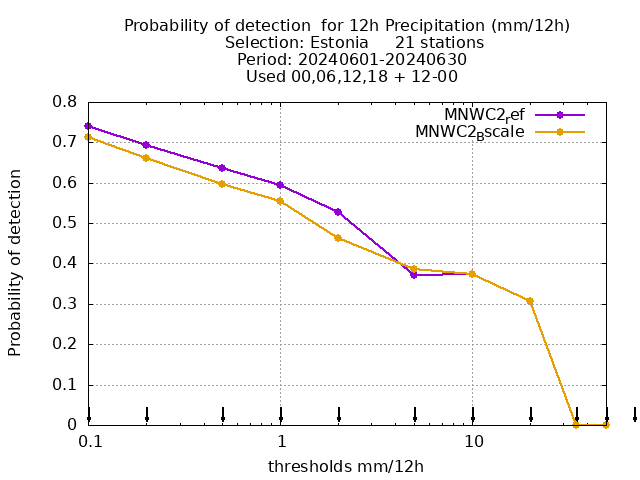 Probability of detection  for 12h Precipitation (mm/12h)
Selection: Estonia     21 stations
Period: 20240601-20240630
Used 00,06,12,18 + 12-00
MNWC2ref
MNWC2Bscale
0.8
0.7
0.6
0.5
0.4
0.3
0.2
0.1
0
Probability of detection
0.1 1 10
thresholds mm/12h